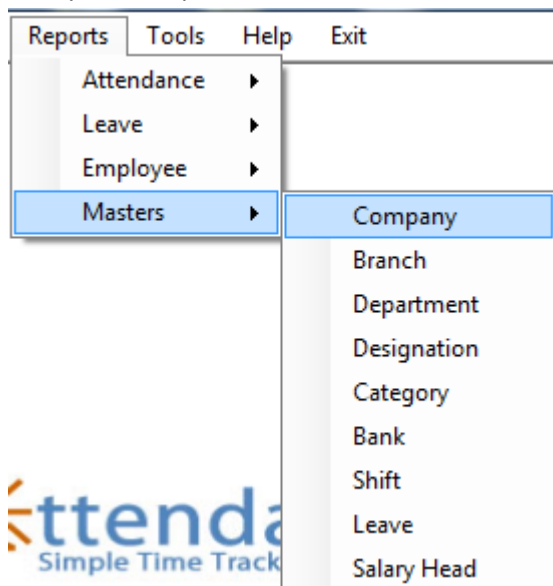 Reports Tools Help Exit
Attendance
Leave
Employee
Masters
Company
Branch
Department
Designation
Category
Bank
Shift
Leave
Salary Head
ttenda
Simple Time Track